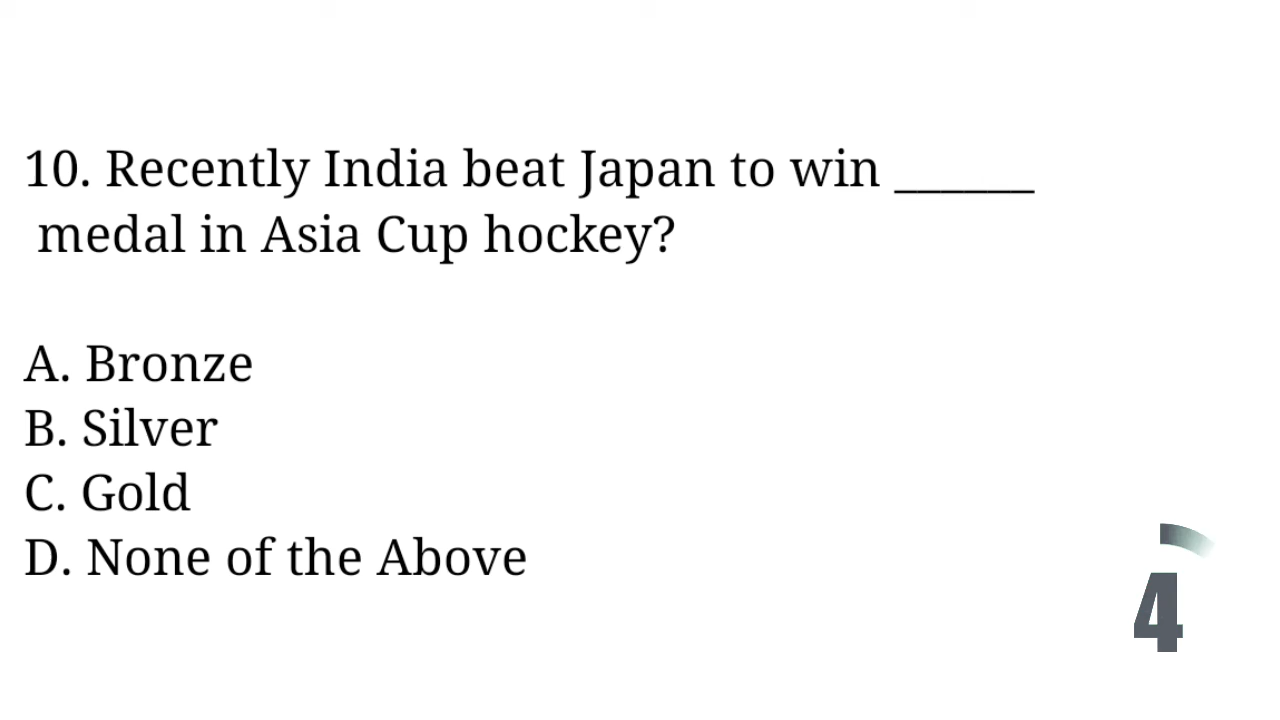 10. Recently India beat Japan to win ______
medal in Asia Cup hockey?
A. Bronze
B. Silver
C. Gold
D. None of the Above
4